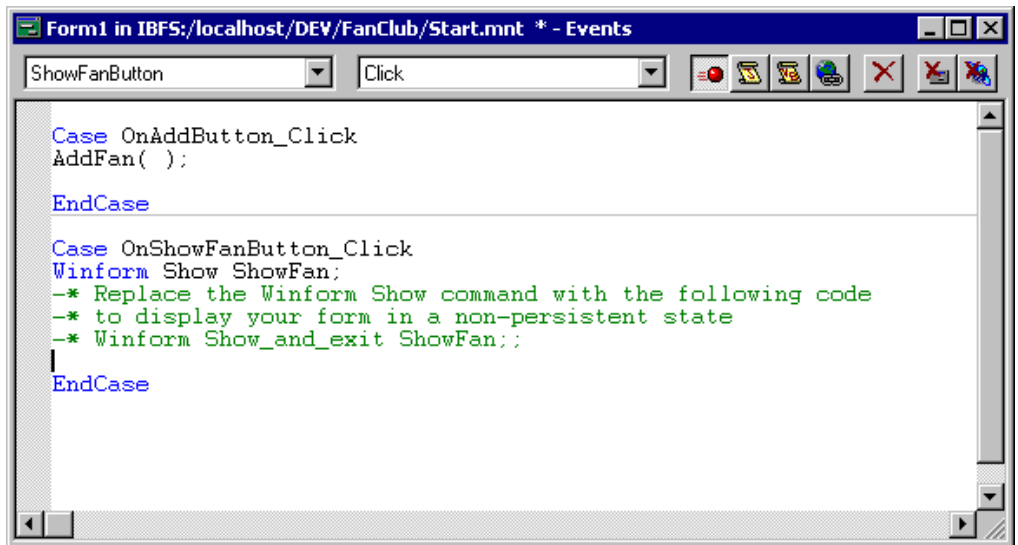 Form1 in IBFS:/localhost/DEV/FanClub/Start.mnt * - Events
ShowFanButton Click
Case OnAddButton_Click
AddFan( );
EndCase
Case OnShowFanButton_Click
Winform Show ShowFan;
-* Replace the Winform Show command with the following code
-* to display your form in a non-persistent state
-* Winform Show_and_exit ShowFan;;
EndCase